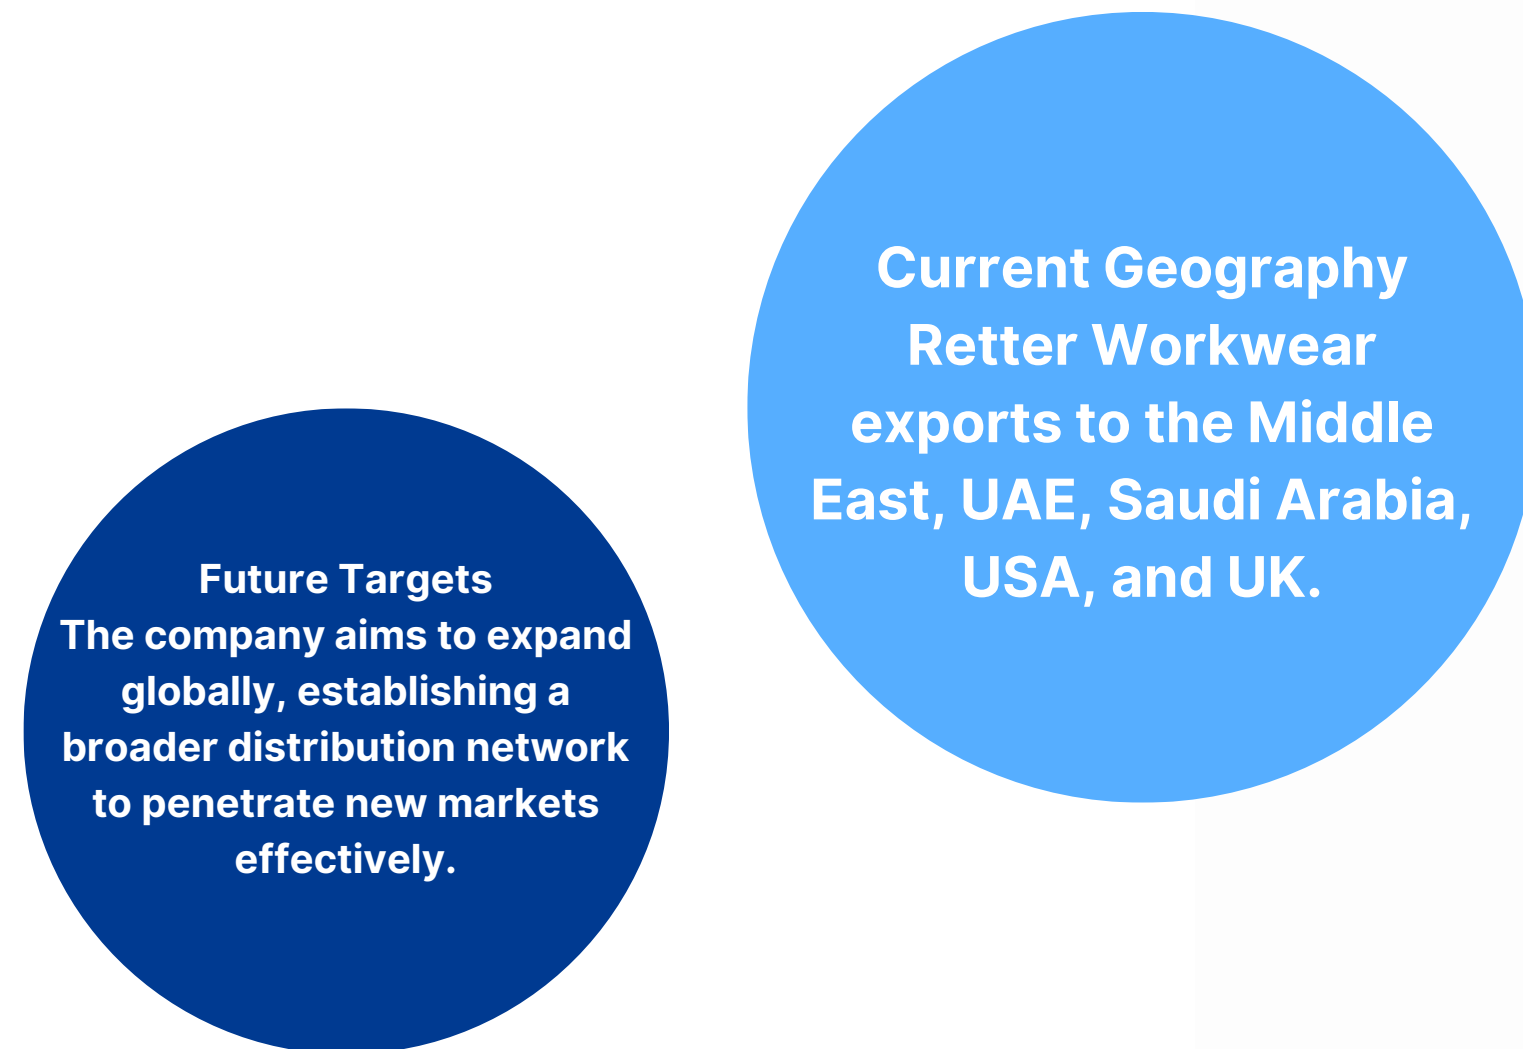 Current Geography
Retter Workwear
exports to the Middle
East, UAE, Saudi Arabia,
USA, and UK.
Future Targets
The company aims to expand
globally, establishing a
broader distribution network
to penetrate new markets
effectively.